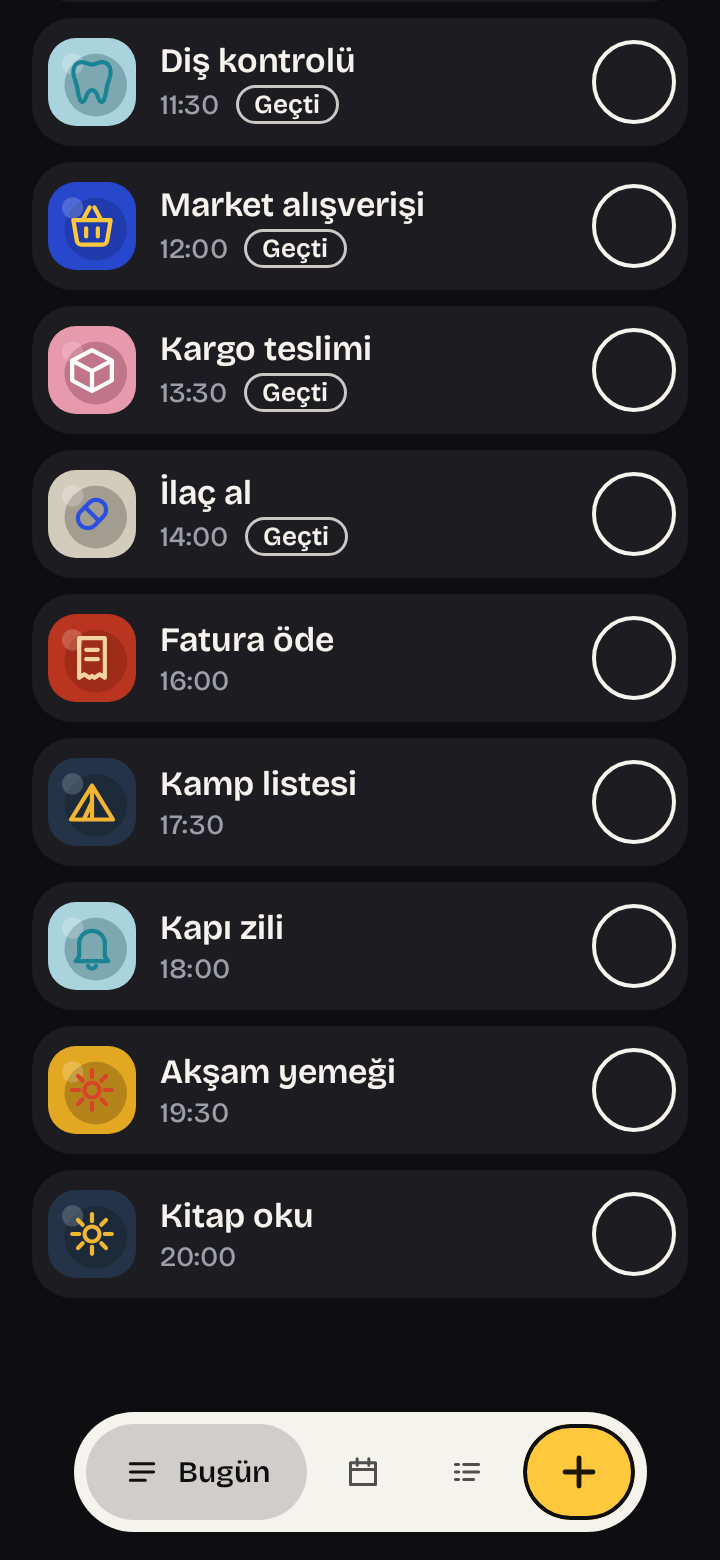 Diş kontrolü
11:30 Geçti
Market alışverişi
12:00 Geçti
Kargo teslimi
13:30 Geçti
İlaç al
14:00 Geçti
Fatura öde
16:00
Kamp listesi
17:30
Kapı zili
18:00
Akşam yemeği
19:30
Kitap oku
20:00
Bugün